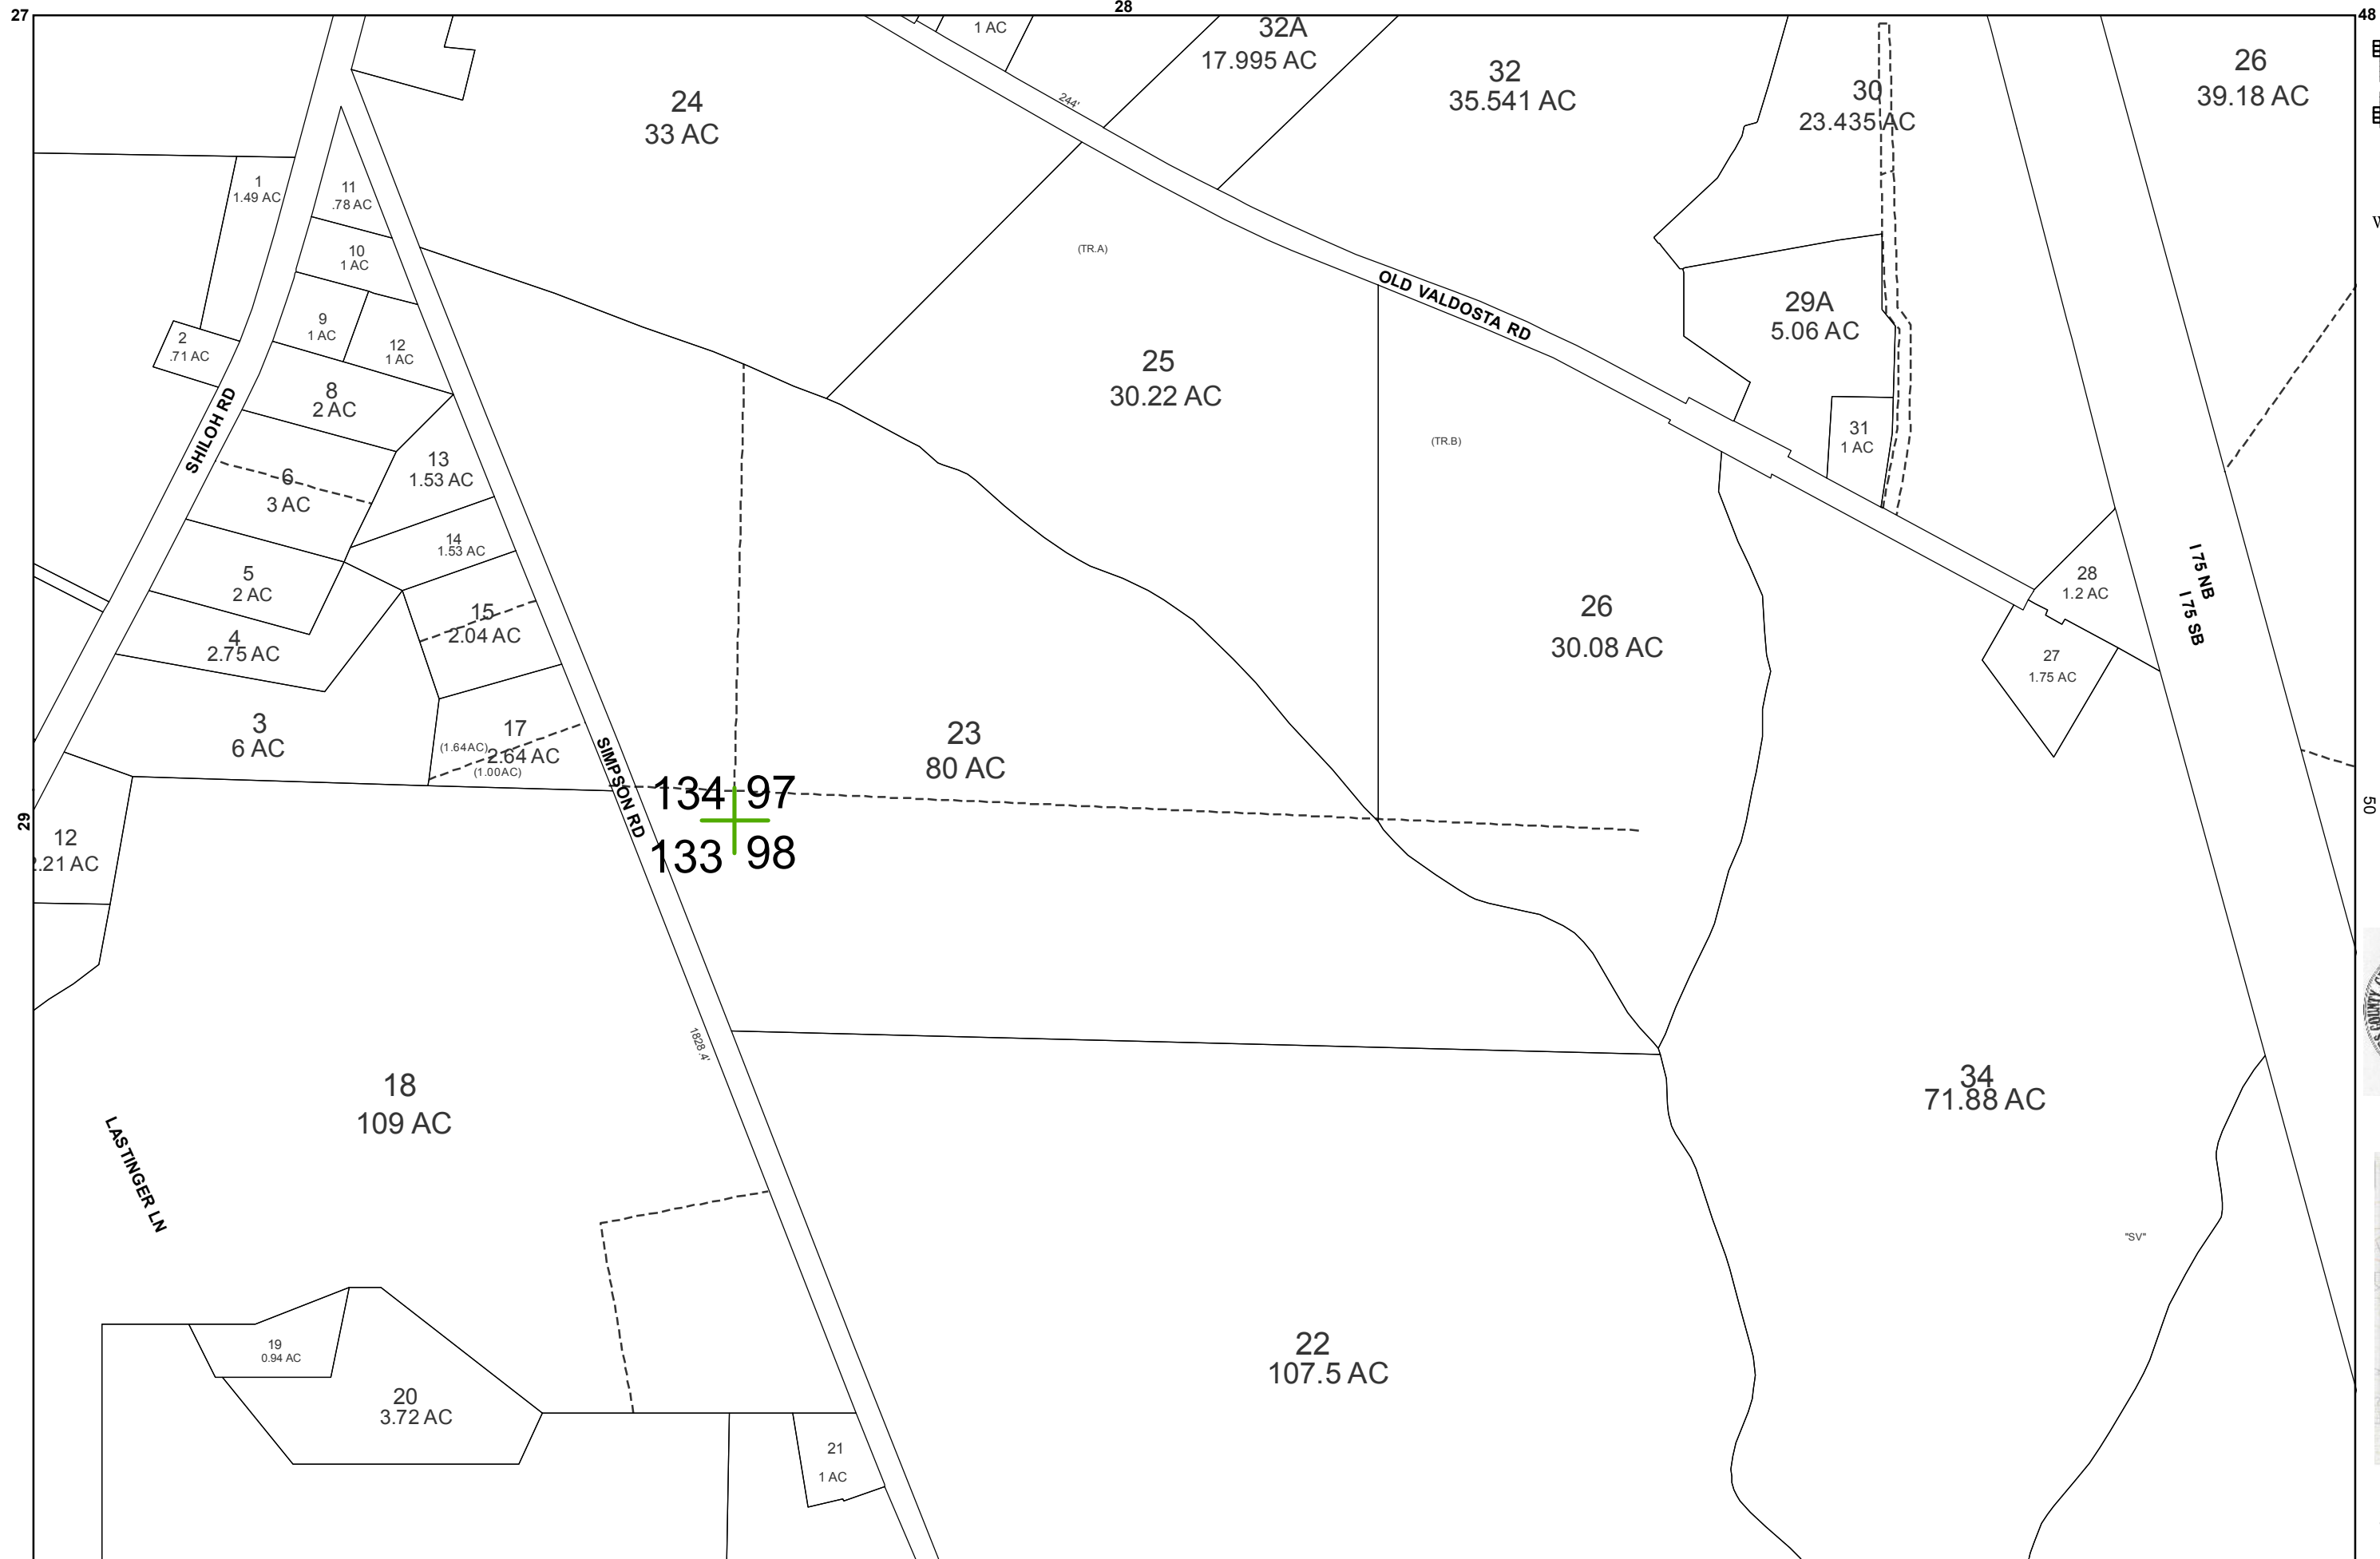 27
28
48
1 AC
32A
17.995 AC
32
35.541 AC
30
23.435 AC
26
39.18 AC
24
33 AC
244'
1
1.49 AC
11
.78 AC
10
1 AC
9
1 AC
12
1 AC
2
.71 AC
8
2 AC
SHILOH RD
6
3 AC
13
1.53 AC
14
1.53 AC
5
2 AC
15
2.04 AC
4
2.75 AC
3
6 AC
17
2.64 AC
(1.64AC)
(1.00AC)
(TR.A)
25
30.22 AC
OLD VALDOSTA RD
(TR.B)
29A
5.06 AC
31
1 AC
26
30.08 AC
28
1.2 AC
27
1.75 AC
I 75 NB
I 75 SB
23
80 AC
SIMPSON RD
134 97
133 98
29
50
12
.21 AC
18
109 AC
1828.4'
LASTINGER LN
34
71.88 AC
"SV"
19
0.94 AC
20
3.72 AC
21
1 AC
22
107.5 AC
COUNTY